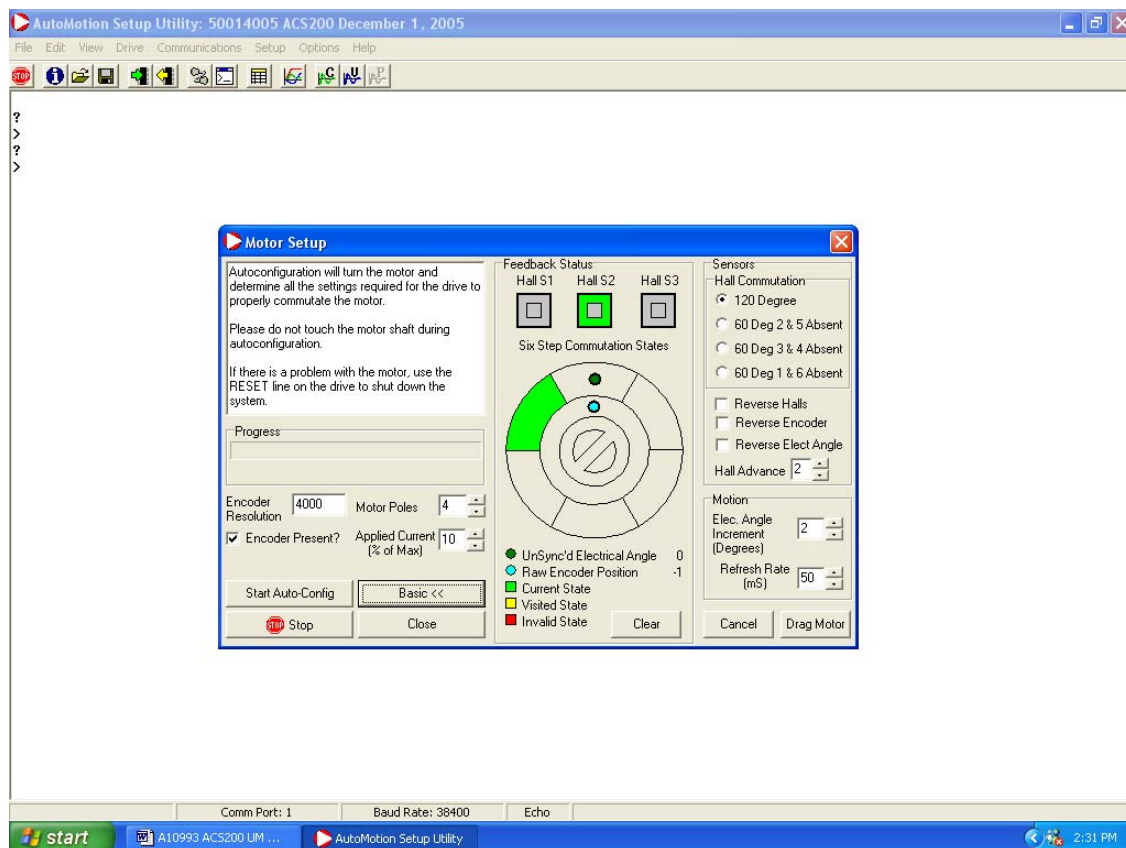 AutoMotion Setup Utility: 50014005 ACS200 December 1, 2005
File Edit View Drive Communications Setup Options Help
STOP C U P
?
>
?
>
Motor Setup
Autoconfiguration will turn the motor and
determine all the settings required for the drive to
properly commutate the motor.
Please do not touch the motor shaft during
autoconfiguration.
If there is a problem with the motor, use the
RESET line on the drive to shut down the
system.
Progress
Encoder
Resolution 4000 Motor Poles 4
Encoder Present? Applied Current
(% of Max) 10
Start Auto-Config Basic <<
STOP Stop Close
Feedback Status
Hall S1 Hall S2 Hall S3
Six Step Commutation States
UnSync'd Electrical Angle 0
Raw Encoder Position -1
Current State
Visited State
Invalid State Clear
Sensors
Hall Commutation
120 Degree
60 Deg 2 & 5 Absent
60 Deg 3 & 4 Absent
60 Deg 1 & 6 Absent
Reverse Halls
Reverse Encoder
Reverse Elect Angle
Hall Advance 2
Motion
Elec. Angle
Increment
(Degrees) 2
Refresh Rate
(mS) 50
Cancel Drag Motor
Comm Port: 1 Baud Rate: 38400 Echo
start A10993 ACS200 UM ... AutoMotion Setup Utility 2:31 PM